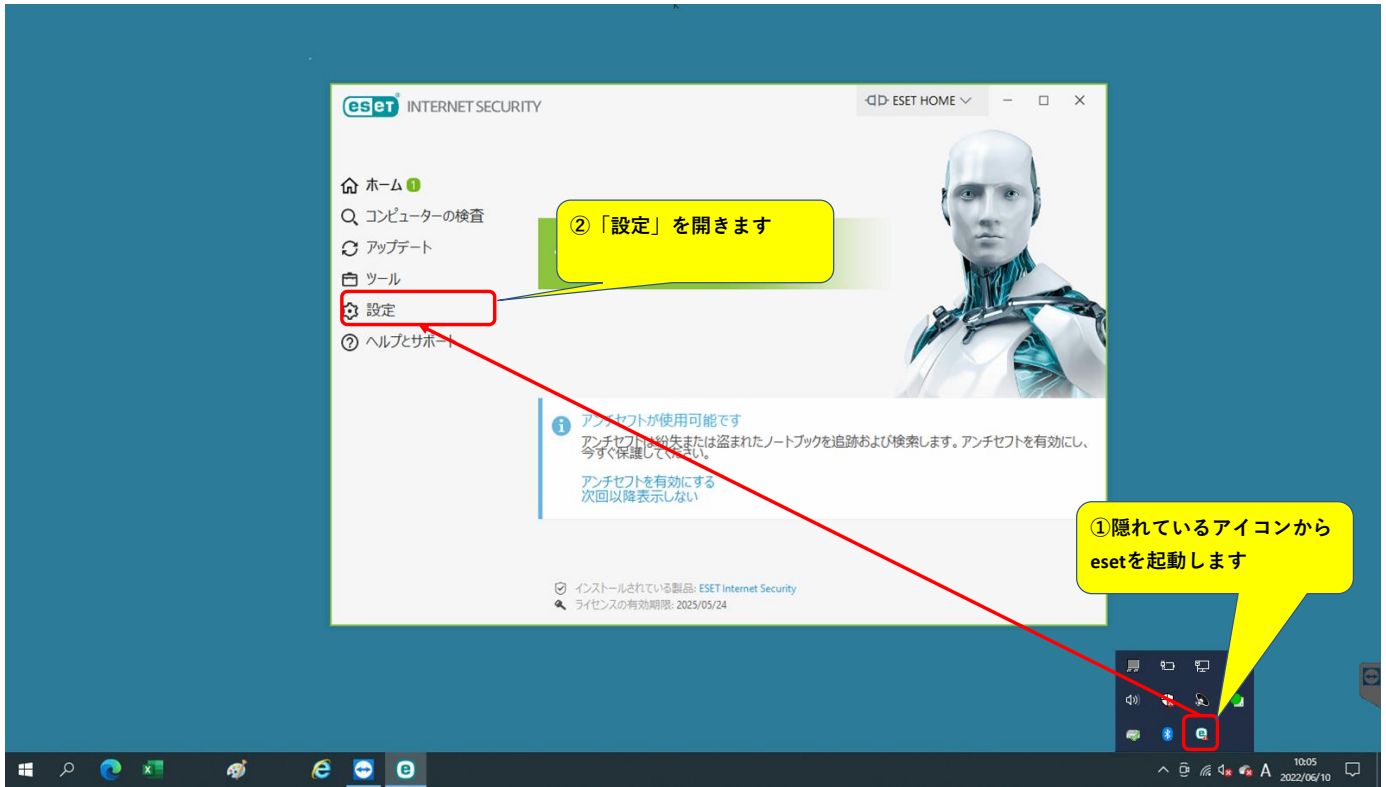 eset INTERNET SECURITY
ESET HOME
ホーム 1
コンピューターの検査
アップデート
ツール
設定
ヘルプとサポート
②「設定」を開きます
アンチセフトが使用可能です
アンチセフトは紛失または盗まれたノートブックを追跡および検索します。アンチセフトを有効にし、
今すぐ保護してください。
アンチセフトを有効にする
次回以降表示しない
①隠れているアイコンから
esetを起動します
インストールされている製品: ESET Internet Security
ライセンスの有効期限: 2025/05/24
A
10:05
2022/06/10